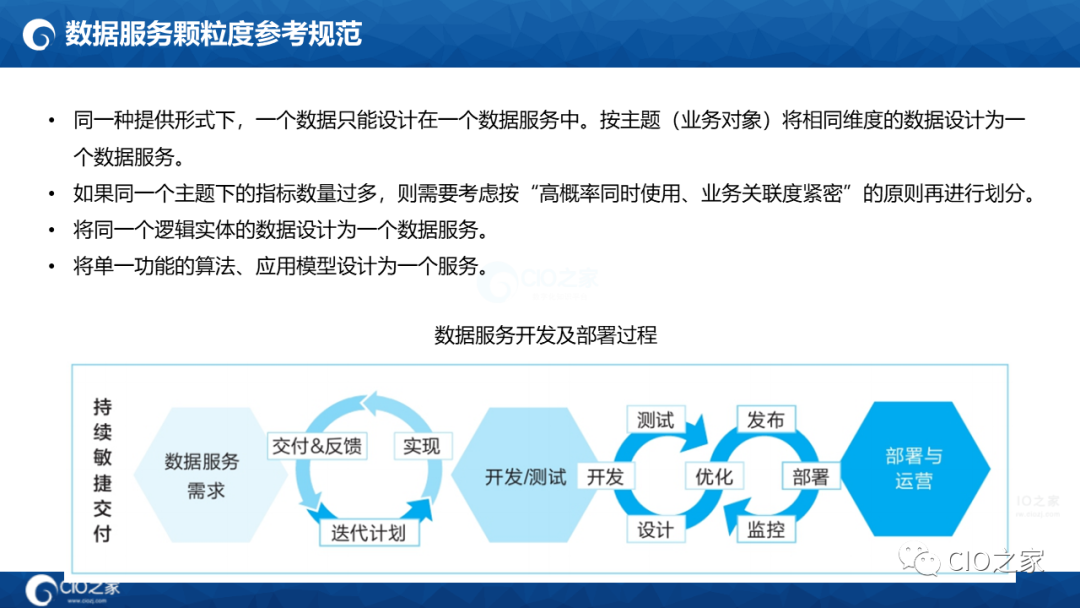 数据服务颗粒度参考规范
• 同一种提供形式下，一个数据只能设计在一个数据服务中。按主题（业务对象）将相同维度的数据设计为一
个数据服务。
• 如果同一个主题下的指标数量过多，则需要考虑按“高概率同时使用、业务关联度紧密”的原则再进行划分。
• 将同一个逻辑实体的数据设计为一个数据服务。
• 将单一功能的算法、应用模型设计为一个服务。
CIO之家
数据服务开发及部署过程
持续敏捷交付
数据服务
需求
交付&反馈
实现
迭代计划
开发/测试
开发
测试
设计
优化
发布
部署
监控
部署与
运营
IO之家
CIO之家
CIO之家
www.ciozj.com